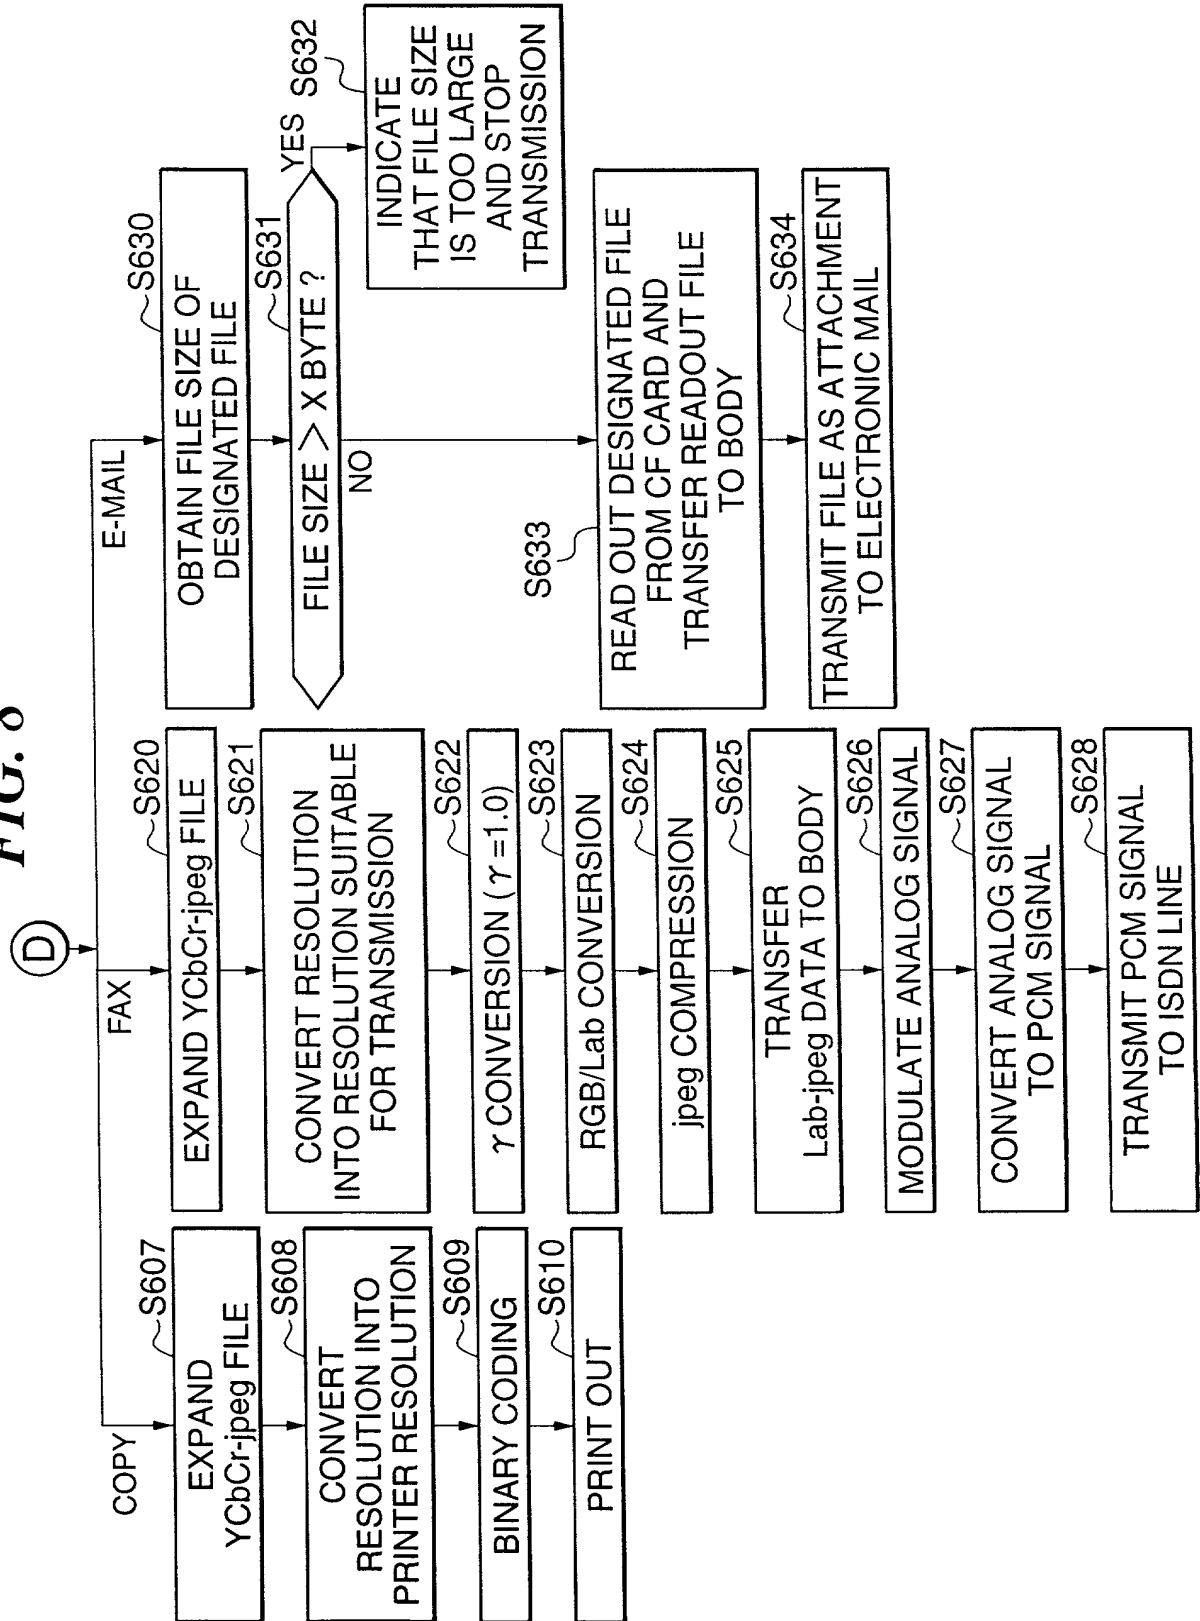 FIG. 8
D
COPY
EXPAND
YCbCr-jpeg FILE
S607
CONVERT
RESOLUTION INTO
PRINTER RESOLUTION
S608
BINARY CODING
S609
PRINT OUT
S610
FAX
EXPAND YCbCr-jpeg FILE
S620
CONVERT RESOLUTION
INTO RESOLUTION SUITABLE
FOR TRANSMISSION
S621
γ CONVERSION (γ =1.0)
S622
RGB/Lab CONVERSION
S623
jpeg COMPRESSION
S624
TRANSFER
Lab-jpeg DATA TO BODY
S625
MODULATE ANALOG SIGNAL
S626
CONVERT ANALOG SIGNAL
TO PCM SIGNAL
S627
TRANSMIT PCM SIGNAL
TO ISDN LINE
S628
E-MAIL
OBTAIN FILE SIZE OF
DESIGNATED FILE
S630
FILE SIZE > X BYTE ?
S631
YES
S632
INDICATE
THAT FILE SIZE
IS TOO LARGE
AND STOP
TRANSMISSION
NO
S633
READ OUT DESIGNATED FILE
FROM CF CARD AND
TRANSFER READOUT FILE
TO BODY
TRANSMIT FILE AS ATTACHMENT
TO ELECTRONIC MAIL
S634